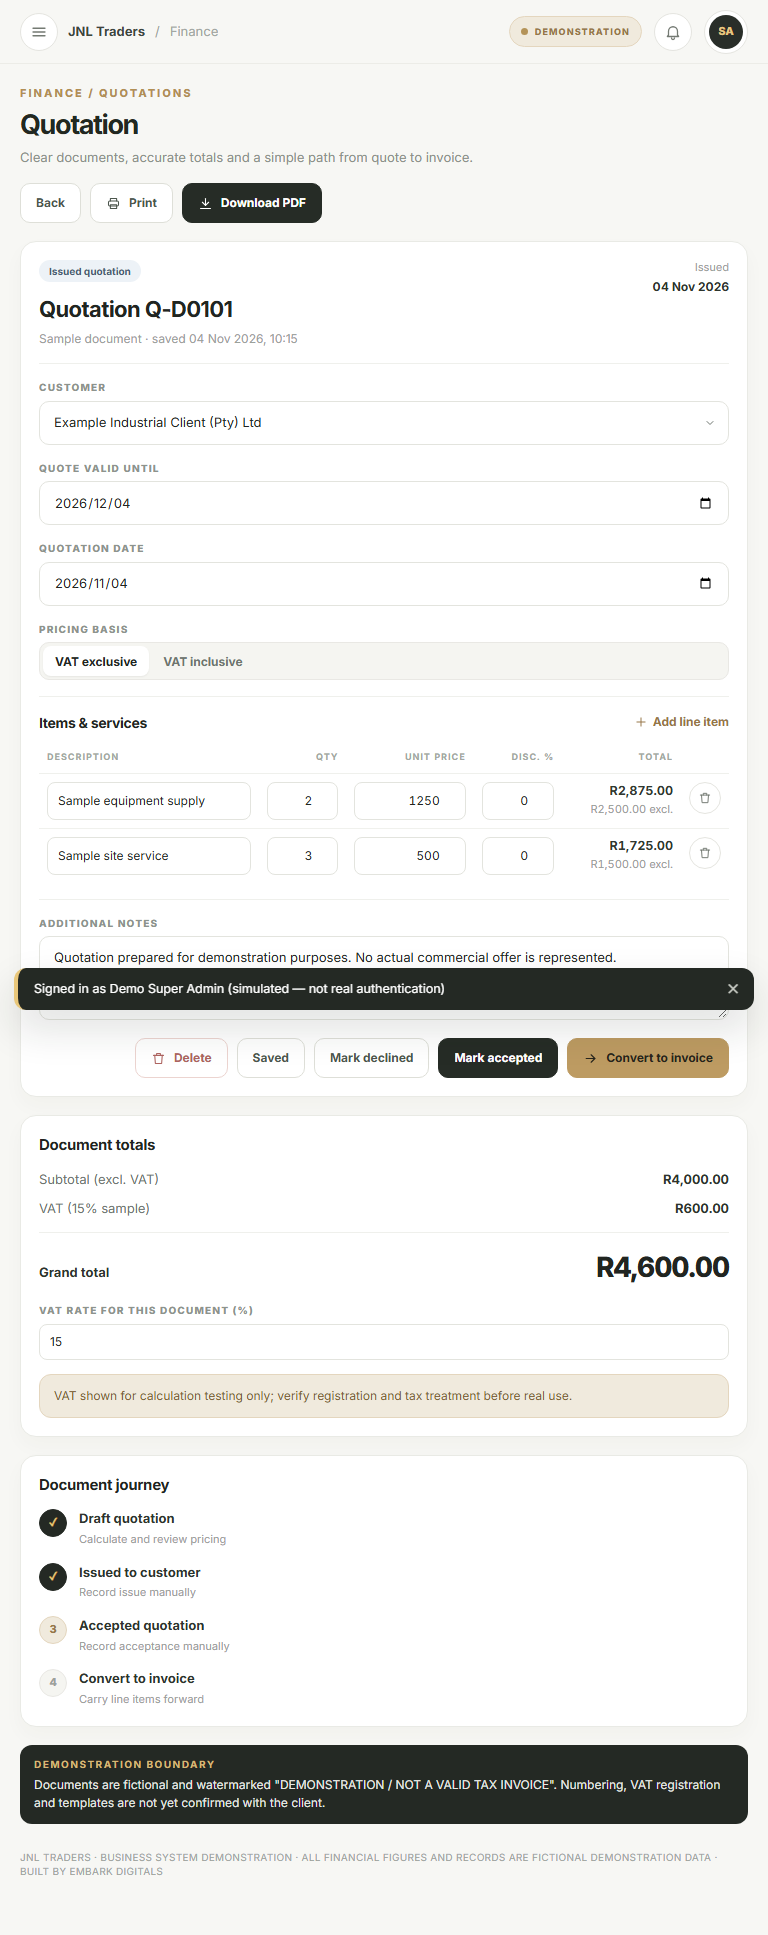 JNL Traders / Finance
DEMONSTRATION
SA
FINANCE / QUOTATIONS
Quotation
Clear documents, accurate totals and a simple path from quote to invoice.
Back
Print
Download PDF
Issued quotation
Issued
04 Nov 2026
Quotation Q-D0101
Sample document · saved 04 Nov 2026, 10:15
CUSTOMER
Example Industrial Client (Pty) Ltd
QUOTE VALID UNTIL
2026/12/04
QUOTATION DATE
2026/11/04
PRICING BASIS
VAT exclusive VAT inclusive
Items & services
Add line item
DESCRIPTION QTY UNIT PRICE DISC. % TOTAL
Sample equipment supply 2 1250 0 R2,875.00
R2,500.00 excl.
Sample site service 3 500 0 R1,725.00
R1,500.00 excl.
ADDITIONAL NOTES
Quotation prepared for demonstration purposes. No actual commercial offer is represented.
Signed in as Demo Super Admin (simulated — not real authentication)
Delete
Saved
Mark declined
Mark accepted
Convert to invoice
Document totals
Subtotal (excl. VAT) R4,000.00
VAT (15% sample) R600.00
Grand total R4,600.00
VAT RATE FOR THIS DOCUMENT (%)
15
VAT shown for calculation testing only; verify registration and tax treatment before real use.
Document journey
Draft quotation
Calculate and review pricing
Issued to customer
Record issue manually
3 Accepted quotation
Record acceptance manually
4 Convert to invoice
Carry line items forward
DEMONSTRATION BOUNDARY
Documents are fictional and watermarked "DEMONSTRATION / NOT A VALID TAX INVOICE". Numbering, VAT registration
and templates are not yet confirmed with the client.
JNL TRADERS · BUSINESS SYSTEM DEMONSTRATION · ALL FINANCIAL FIGURES AND RECORDS ARE FICTIONAL DEMONSTRATION DATA ·
BUILT BY EMBARK DIGITALS